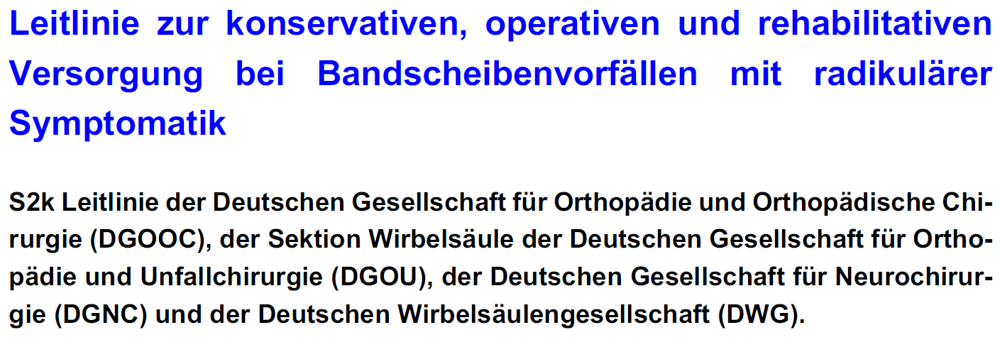 Leitlinie zur konservativen, operativen und rehabilitativen
Versorgung bei Bandscheibenvorfällen mit radikulärer
Symptomatik
S2k Leitlinie der Deutschen Gesellschaft für Orthopädie und Orthopädische Chi-
rurgie (DGOOC), der Sektion Wirbelsäule der Deutschen Gesellschaft für Ortho-
pädie und Unfallchirurgie (DGOU), der Deutschen Gesellschaft für Neurochirur-
gie (DGNC) und der Deutschen Wirbelsäulengesellschaft (DWG).